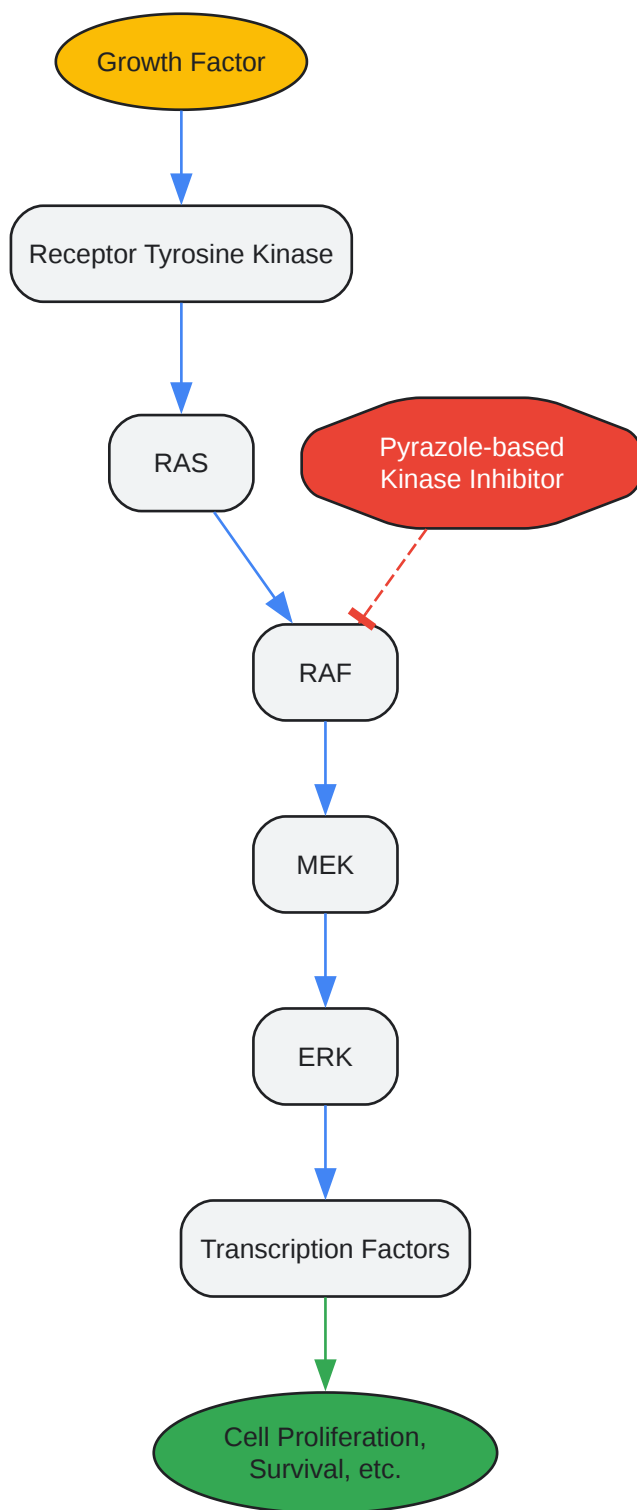 Growth Factor
Receptor Tyrosine Kinase
RAS
Pyrazole-based
Kinase Inhibitor
RAF
MEK
ERK
Transcription Factors
Cell Proliferation,
Survival, etc.